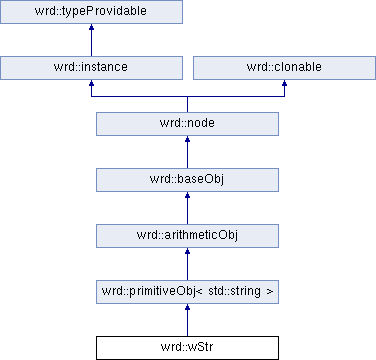 wrd::typeProvidable
wrd::instance
wrd::clonable
wrd::node
wrd::baseObj
wrd::arithmeticObj
wrd::primitiveObj< std::string >
wrd::wStr